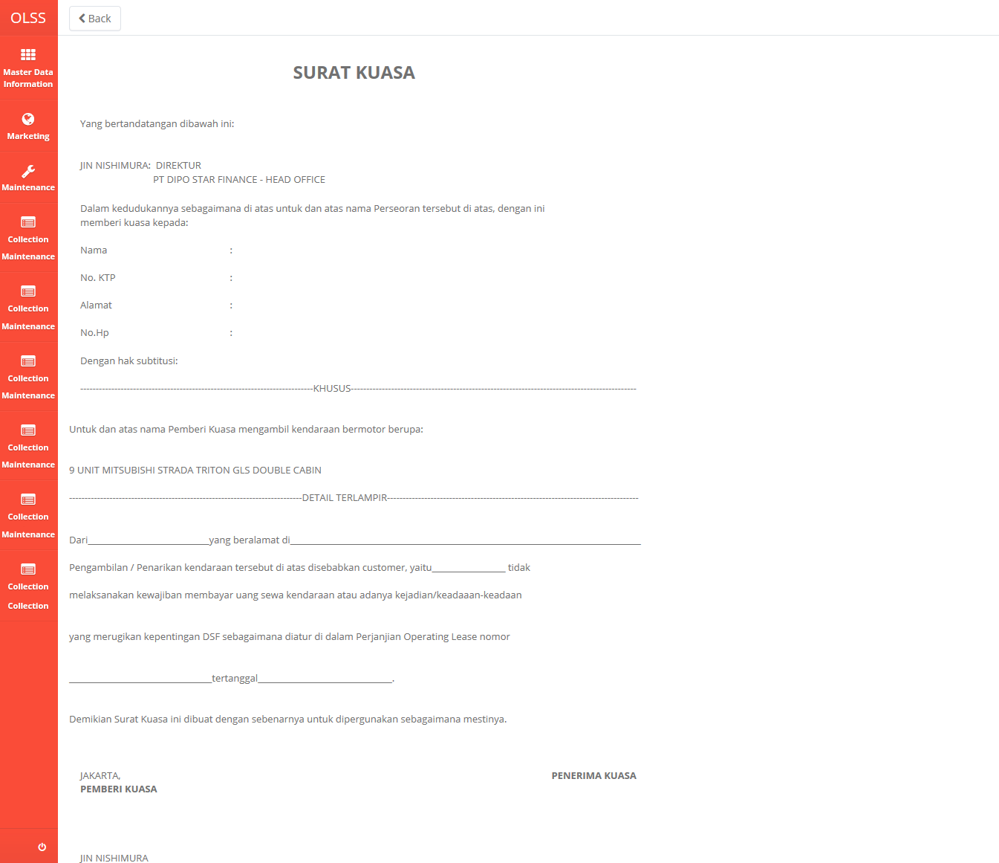 OLSS
Back
Master Data
Information
Marketing
Maintenance
Collection
Maintenance
Collection
Maintenance
Collection
Maintenance
Collection
Maintenance
Collection
Maintenance
Collection
Collection
SURAT KUASA
Yang bertandatangan dibawah ini:
JIN NISHIMURA: DIREKTUR
PT DIPO STAR FINANCE - HEAD OFFICE
Dalam kedudukannya sebagaimana di atas untuk dan atas nama Perseoran tersebut di atas, dengan ini
memberi kuasa kepada:
Nama :
No. KTP :
Alamat :
No.Hp :
Dengan hak subtitusi:
---------------------------------------------------------------------------KHUSUS--------------------------------------------------------------------------------------------
Untuk dan atas nama Pemberi Kuasa mengambil kendaraan bermotor berupa:
9 UNIT MITSUBISHI STRADA TRITON GLS DOUBLE CABIN
---------------------------------------------------------------------------DETAIL TERLAMPIR---------------------------------------------------------------------------------
Dari_______________________yang beralamat di___________________________________________________________________
Pengambilan / Penarikan kendaraan tersebut di atas disebabkan customer, yaitu______________ tidak
melaksanakan kewajiban membayar uang sewa kendaraan atau adanya kejadian/keadaaan-keadaan
yang merugikan kepentingan DSF sebagaimana diatur di dalam Perjanjian Operating Lease nomor
___________________________tertanggal__________________________.
Demikian Surat Kuasa ini dibuat dengan sebenarnya untuk dipergunakan sebagaimana mestinya.
JAKARTA, PENERIMA KUASA
PEMBERI KUASA
JIN NISHIMURA